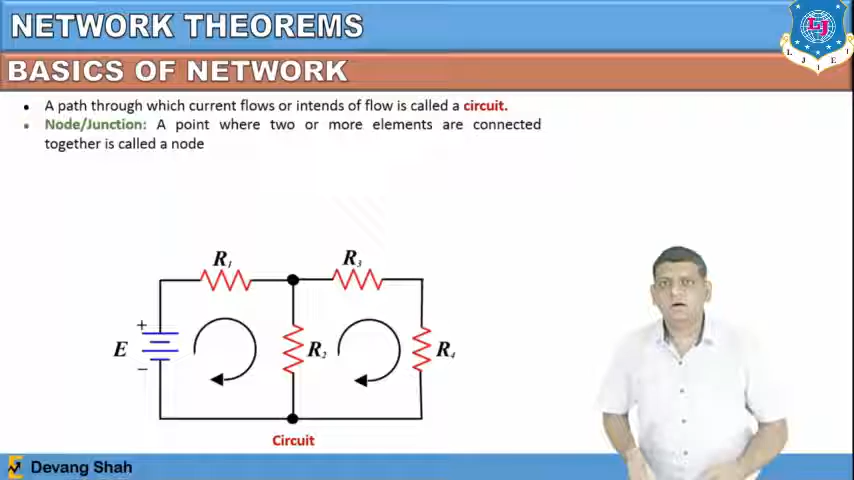 NETWORK THEOREMS
LJ
L J I E T
BASICS OF NETWORK
• A path through which current flows or intends of flow is called a circuit.
• Node/Junction: A point where two or more elements are connected
together is called a node
R1
R3
+
E
R2
R4
−
Circuit
Devang Shah